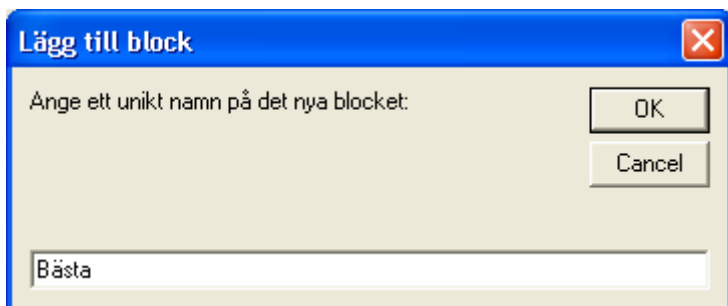 Lägg till block
Ange ett unikt namn på det nya blocket:
OK
Cancel
Bästa